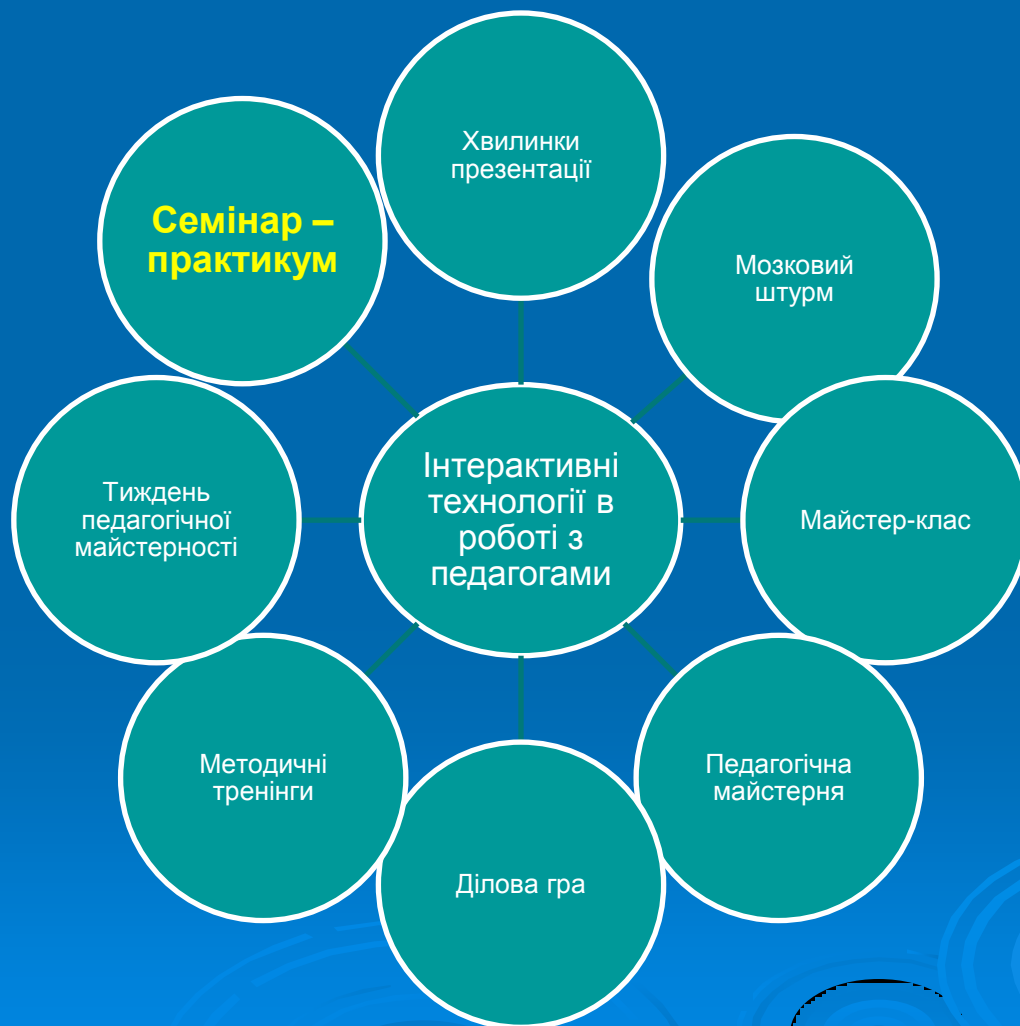 Хвилинки
презентації
Семінар –
практикум
Мозковий
штурм
Інтерактивні
технології в
роботі з
педагогами
Тиждень
педагогічної
майстерності
Майстер-клас
Методичні
тренінги
Педагогічна
майстерня
Ділова гра